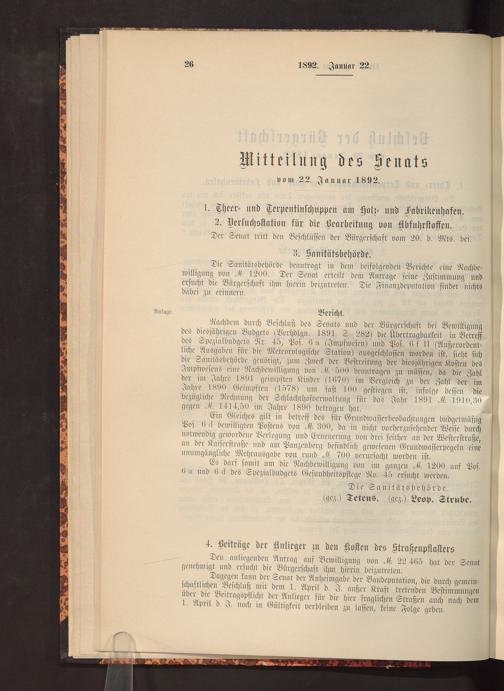 26
1892. Januar 22.
Mitteilung des Senats
vom 22. Januar 1892.
1. Theer- und Terpentinschuppen am Holz- und Fabrikenhafen.
2. Versuchsstation für die Bearbeitung von Abfuhrstoffen.
Der Senat tritt den Beschlüssen der Bürgerschaft vom 20. d. Mts. bei.
3. Sanitätsbehörde.
Die Sanitätsbehörde beantragt in dem beifolgenden Berichte eine Nachbe-
willigung von ℳ 1200. Der Senat erteilt dem Antrage seine Zustimmung und
ersucht die Bürgerschaft ihm hierin beizutreten. Die Finanzdeputation findet nichts
dabei zu erinnern.
Anlage.
Bericht.
Nachdem durch Beschluß des Senats und der Bürgerschaft bei Bewilligung
des diesjährigen Budgets (Verhdlgn. 1891 S. 282) die Übertragbarkeit in Betreff
des Spezialbudgets Nr. 45, Pos. 6 a (Impfwesen) und Pos. 6 f II (Außerordent-
liche Ausgaben für die Meteorologische Station) ausgeschlossen worden ist, sieht sich
die Sanitätsbehörde genötigt, zum Zweck der Bestreitung der diesjährigen Kosten des
Impfwesens eine Nachbewilligung von ℳ 500 beantragen zu müssen, da die Zahl
der im Jahre 1891 geimpften Kinder (1670) im Vergleich zu der Zahl der im
Jahre 1890 Geimpften (1578) um fast 100 gestiegen ist, infolge dessen die
bezügliche Rechnung der Schlachthofverwaltung für das Jahr 1891 ℳ 1910,30
gegen ℳ 1414,50 im Jahre 1890 betragen hat.
Ein Gleiches gilt in betreff des für Grundwasserbeobachtungen budgetmäßig
Pos. 6 d bewilligten Postens von ℳ 300, da in nicht vorherzusehender Weise durch
notwendig gewordene Verlegung und Erneuerung von drei seither an der Westerstraße,
an der Kaiserstraße und am Panzenberg befindlich gewesenen Grundwasserpegeln eine
unumgängliche Mehrausgabe von rund ℳ 700 verursacht worden ist.
Es darf somit um die Nachbewilligung von im ganzen ℳ 1200 auf Pos.
6 a und 6 d des Spezialbudgets Gesundheitspflege No. 45 ersucht werden.
Die Sanitätsbehörde.
(gez.) Tetens. (gez.) Leop. Strube.
4. Beiträge der Anlieger zu den Kosten des Straßenpflasters
Den anliegenden Antrag auf Bewilligung von ℳ 22 465 hat der Senat
genehmigt und ersucht die Bürgerschaft ihm hierin beizutreten.
Dagegen kann der Senat der Anheimgabe der Baudeputation, die durch gemein-
schaftlichen Beschluß mit dem 1. April d. J. außer Kraft tretenden Bestimmungen
über die Beitragspflicht der Anlieger für die hier fraglichen Straßen auch nach dem
1. April d. J. noch in Gültigkeit verbleiben zu lassen, keine Folge geben.